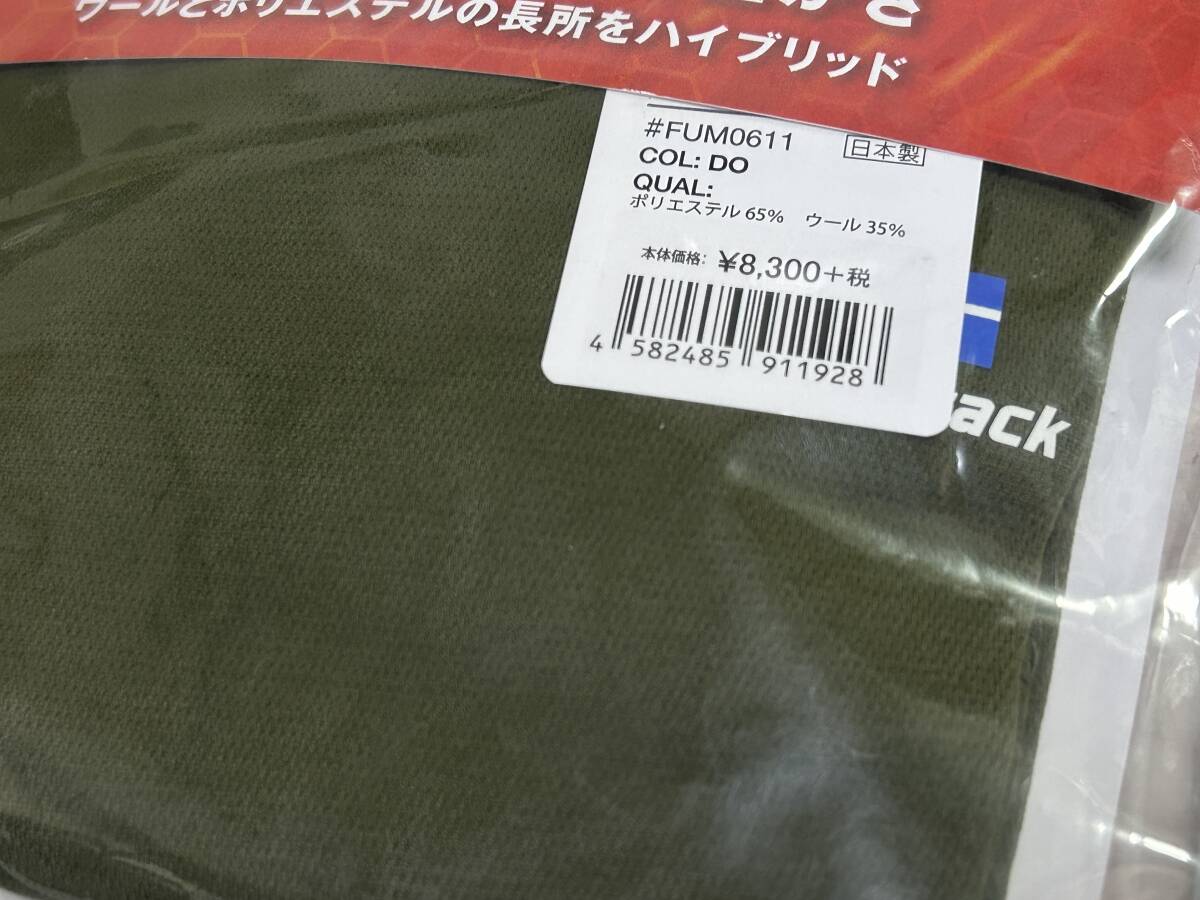 ウールとポリエステルの長所をハイブリッド
#FUM0611
日本製
COL: DO
QUAL:
ポリエステル 65% ウール 35%
本体価格: ¥8,300+税
4 582485 911928